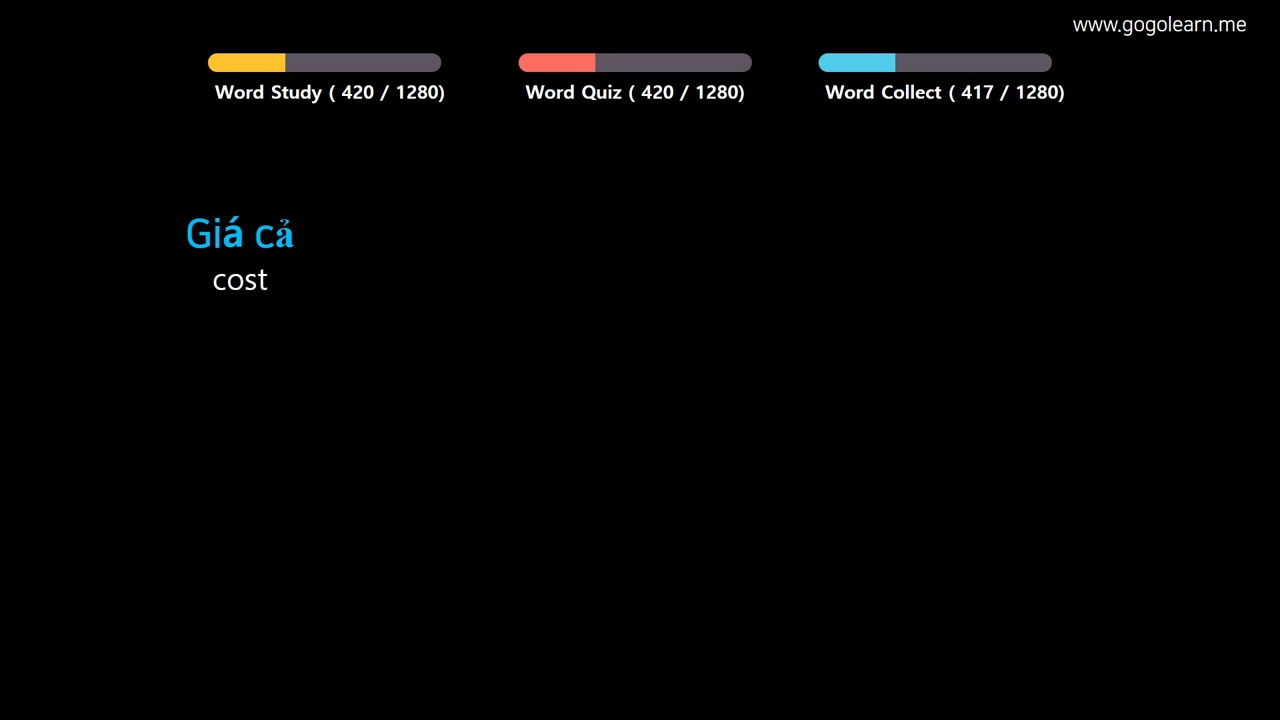 www.gogolearn.me
Word Study ( 420 / 1280)
Word Quiz ( 420 / 1280)
Word Collect ( 417 / 1280)
Giá cả
cost